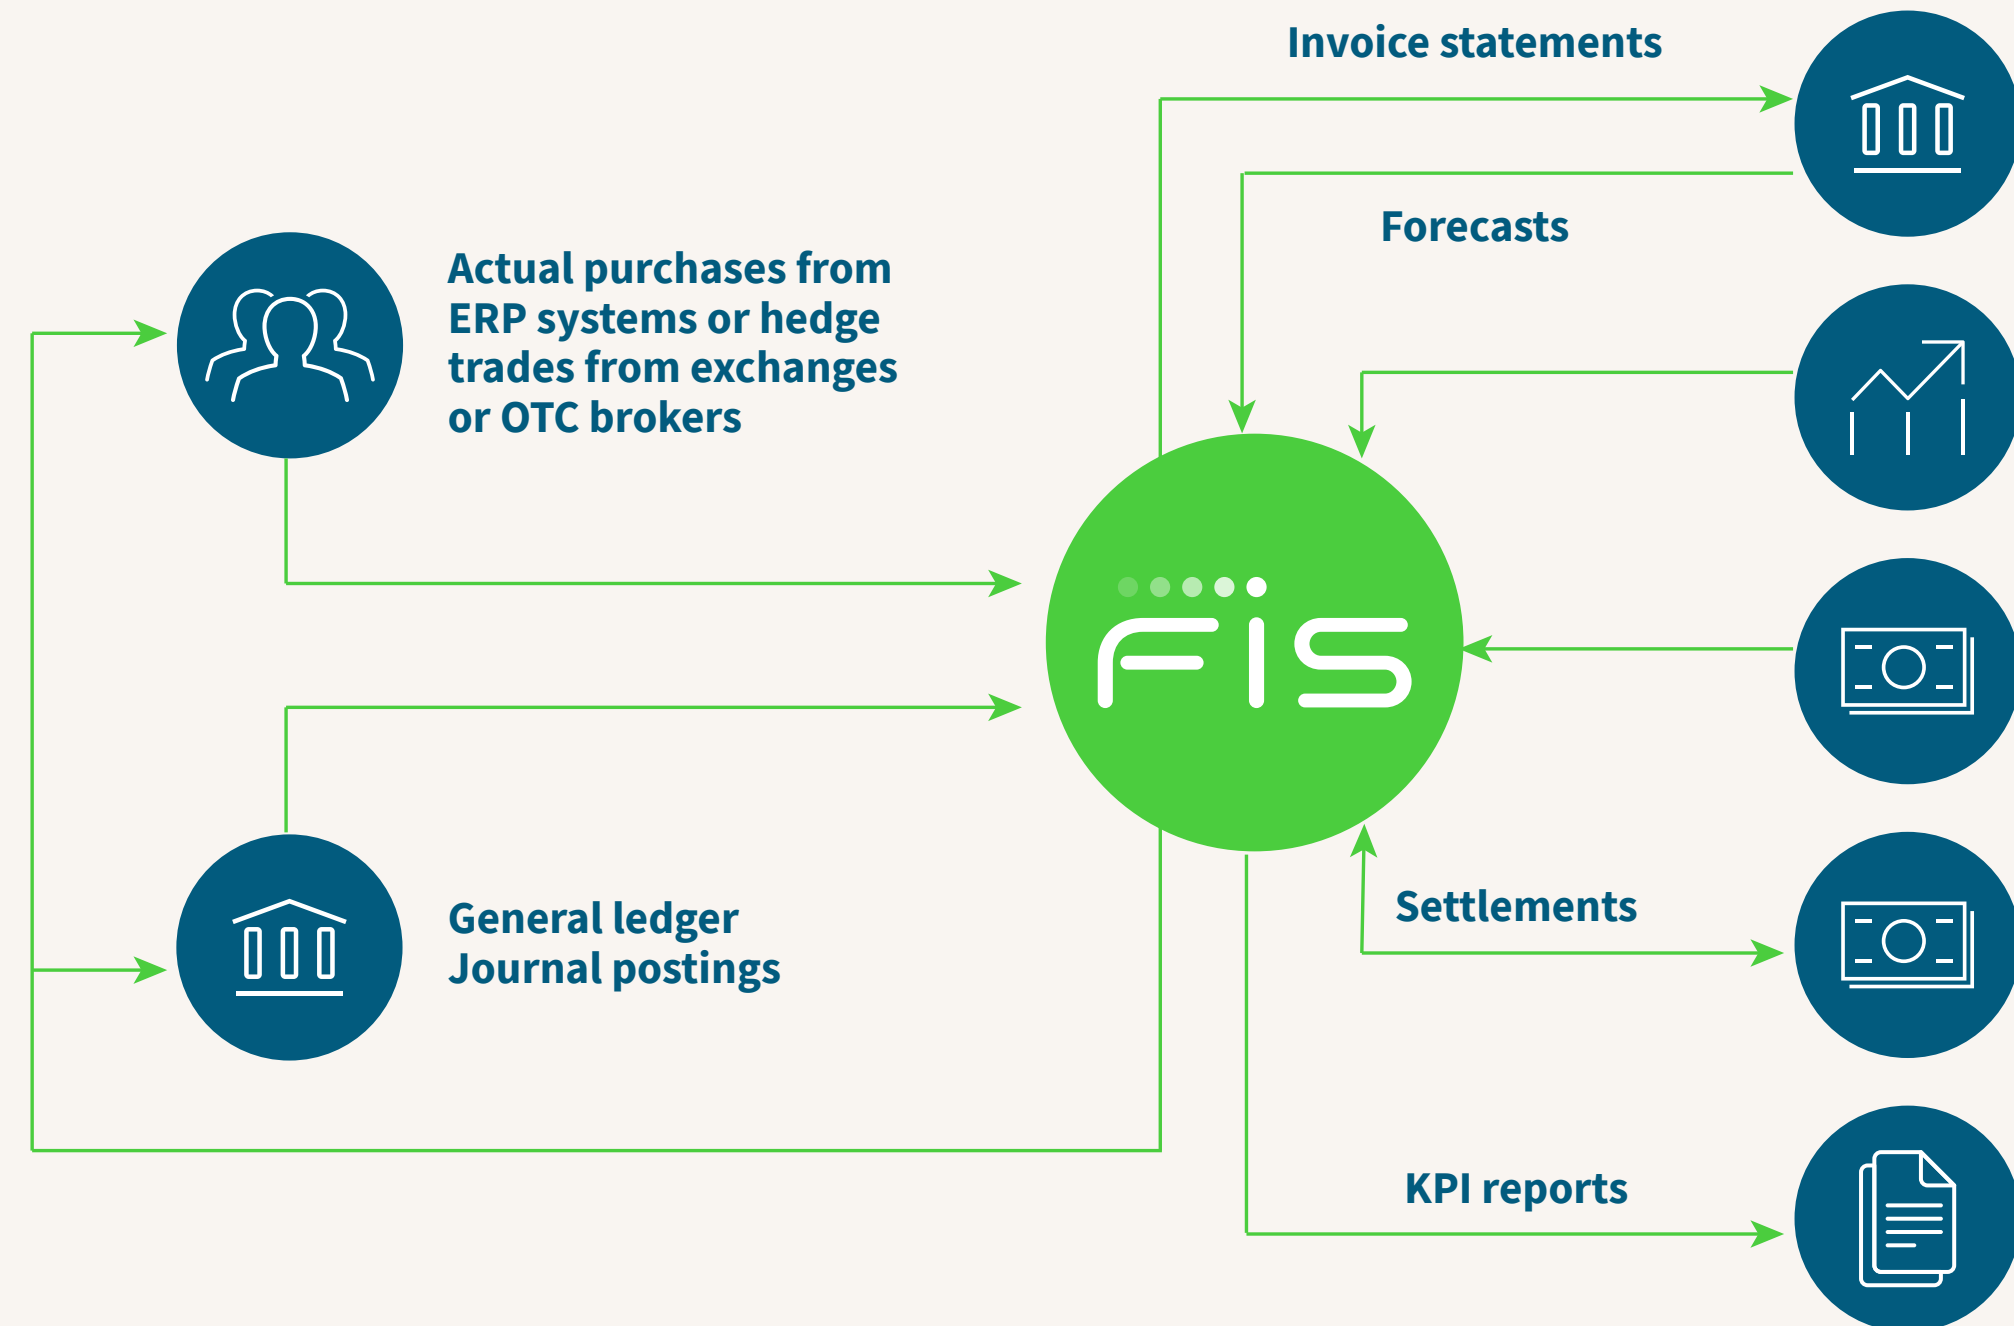 Invoice statements
Forecasts
Actual purchases from
ERP systems or hedge
trades from exchanges
or OTC brokers
FIS
General ledger
Journal postings
Settlements
KPI reports